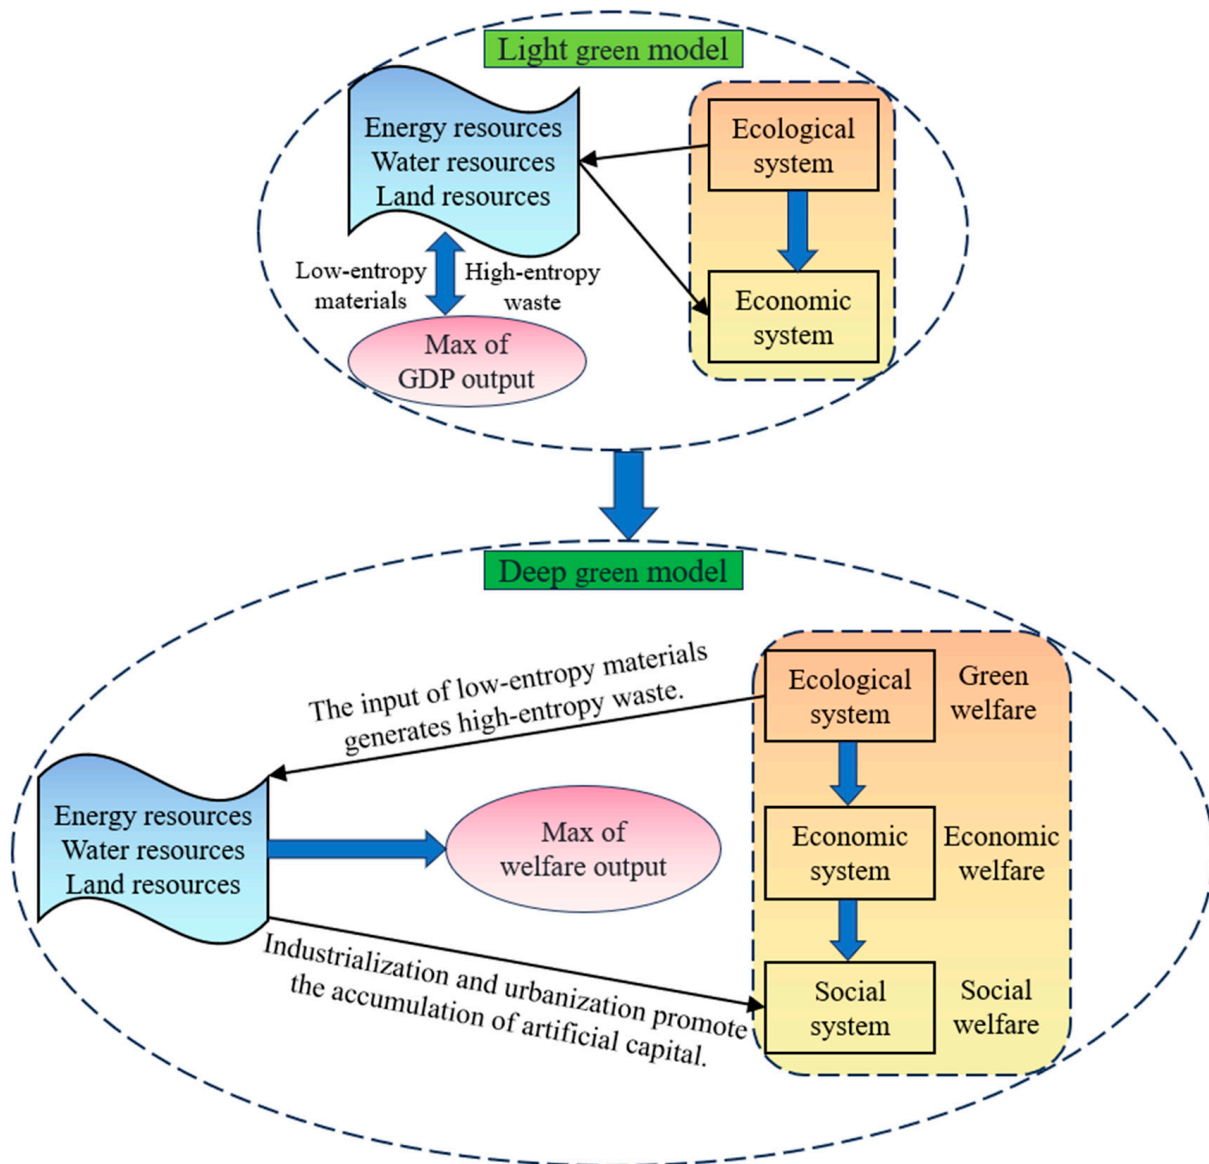 Light green model
Energy resources
Water resources
Land resources
Ecological
system
Low-entropy
materials
High-entropy
waste
Economic
system
Max of
GDP output
Deep green model
The input of low-entropy materials
generates high-entropy waste.
Ecological
system
Green
welfare
Energy resources
Water resources
Land resources
Max of
welfare output
Economic
system
Economic
welfare
Industrialization and urbanization promote
the accumulation of artificial capital.
Social
system
Social
welfare